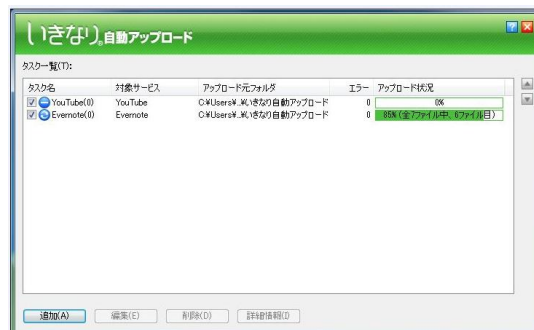 いきなり。自動アップロード
タスク一覧(T):
タスク名 対象サービス アップロード元フォルダ エラー アップロード状況
YouTube(0) YouTube C:¥Users¥..¥いきなり自動アップロード 0 0%
Evernote(0) Evernote C:¥Users¥..¥いきなり自動アップロード 0 85% (全7ファイル中、6ファイル目)
追加(A) 編集(E) 削除(D) 詳細情報(I)